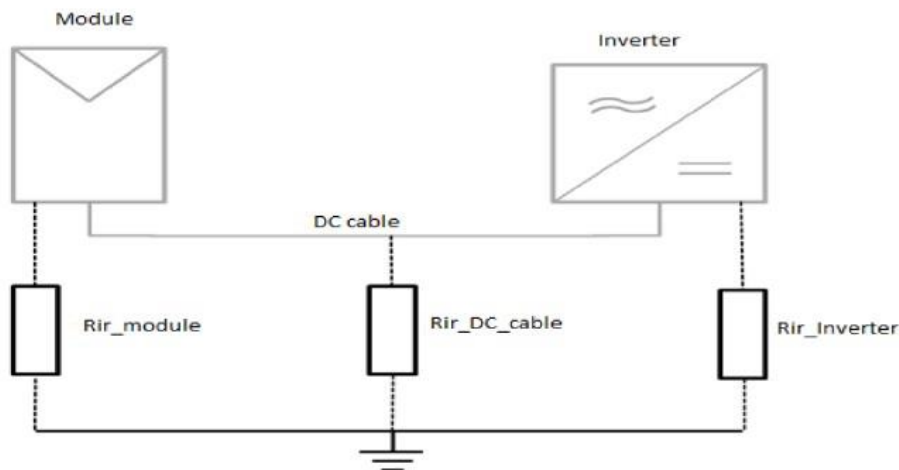 Module
Inverter
DC cable
Rir_module
Rir_DC_cable
Rir_Inverter